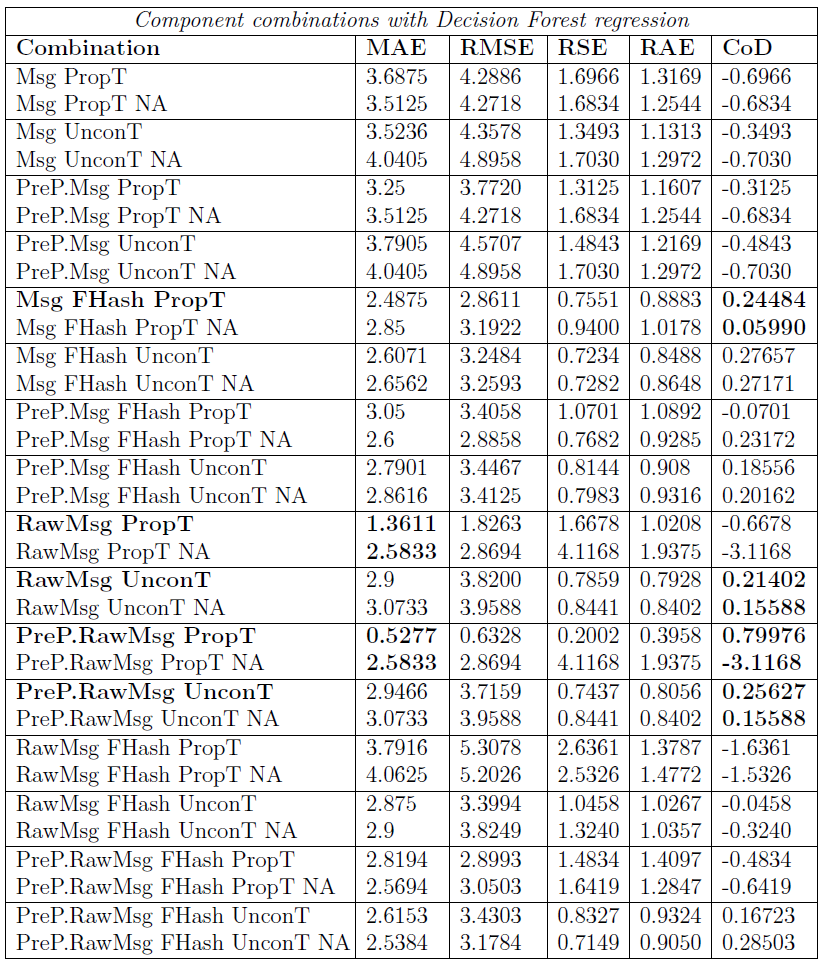 Component combinations with Decision Forest regression
Combination MAE RMSE RSE RAE CoD
Msg PropT 3.6875 4.2886 1.6966 1.3169 -0.6966
Msg PropT NA 3.5125 4.2718 1.6834 1.2544 -0.6834
Msg UnconT 3.5236 4.3578 1.3493 1.1313 -0.3493
Msg UnconT NA 4.0405 4.8958 1.7030 1.2972 -0.7030
PreP.Msg PropT 3.25 3.7720 1.3125 1.1607 -0.3125
PreP.Msg PropT NA 3.5125 4.2718 1.6834 1.2544 -0.6834
PreP.Msg UnconT 3.7905 4.5707 1.4843 1.2169 -0.4843
PreP.Msg UnconT NA 4.0405 4.8958 1.7030 1.2972 -0.7030
Msg FHash PropT 2.4875 2.8611 0.7551 0.8883 0.24484
Msg FHash PropT NA 2.85 3.1922 0.9400 1.0178 0.05990
Msg FHash UnconT 2.6071 3.2484 0.7234 0.8488 0.27657
Msg FHash UnconT NA 2.6562 3.2593 0.7282 0.8648 0.27171
PreP.Msg FHash PropT 3.05 3.4058 1.0701 1.0892 -0.0701
PreP.Msg FHash PropT NA 2.6 2.8858 0.7682 0.9285 0.23172
PreP.Msg FHash UnconT 2.7901 3.4467 0.8144 0.908 0.18556
PreP.Msg FHash UnconT NA 2.8616 3.4125 0.7983 0.9316 0.20162
RawMsg PropT 1.3611 1.8263 1.6678 1.0208 -0.6678
RawMsg PropT NA 2.5833 2.8694 4.1168 1.9375 -3.1168
RawMsg UnconT 2.9 3.8200 0.7859 0.7928 0.21402
RawMsg UnconT NA 3.0733 3.9588 0.8441 0.8402 0.15588
PreP.RawMsg PropT 0.5277 0.6328 0.2002 0.3958 0.79976
PreP.RawMsg PropT NA 2.5833 2.8694 4.1168 1.9375 -3.1168
PreP.RawMsg UnconT 2.9466 3.7159 0.7437 0.8056 0.25627
PreP.RawMsg UnconT NA 3.0733 3.9588 0.8441 0.8402 0.15588
RawMsg FHash PropT 3.7916 5.3078 2.6361 1.3787 -1.6361
RawMsg FHash PropT NA 4.0625 5.2026 2.5326 1.4772 -1.5326
RawMsg FHash UnconT 2.875 3.3994 1.0458 1.0267 -0.0458
RawMsg FHash UnconT NA 2.9 3.8249 1.3240 1.0357 -0.3240
PreP.RawMsg FHash PropT 2.8194 2.8993 1.4834 1.4097 -0.4834
PreP.RawMsg FHash PropT NA 2.5694 3.0503 1.6419 1.2847 -0.6419
PreP.RawMsg FHash UnconT 2.6153 3.4303 0.8327 0.9324 0.16723
PreP.RawMsg FHash UnconT NA 2.5384 3.1784 0.7149 0.9050 0.28503